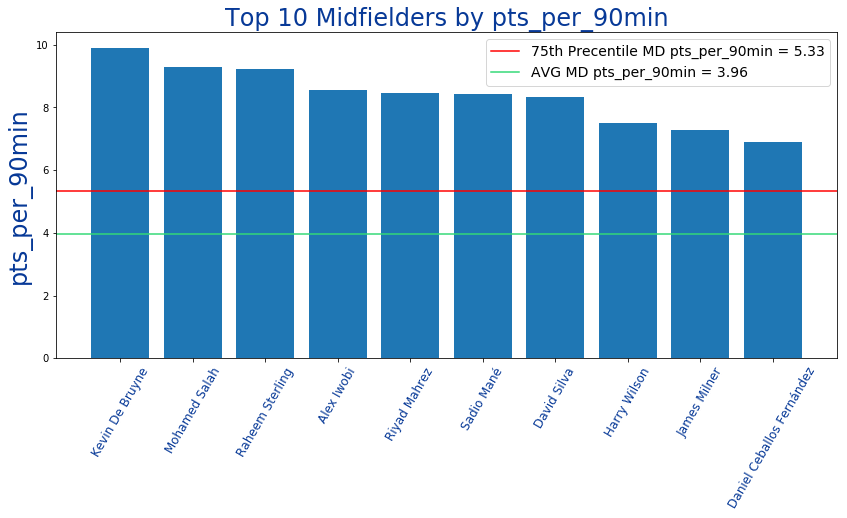 Top 10 Midfielders by pts_per_90min
75th Precentile MD pts_per_90min = 5.33
AVG MD pts_per_90min = 3.96
pts_per_90min
10
8
6
4
2
0
Kevin De Bruyne
Mohamed Salah
Raheem Sterling
Alex Iwobi
Riyad Mahrez
Sadio Mané
David Silva
Harry Wilson
James Milner
Daniel Ceballos Fernández